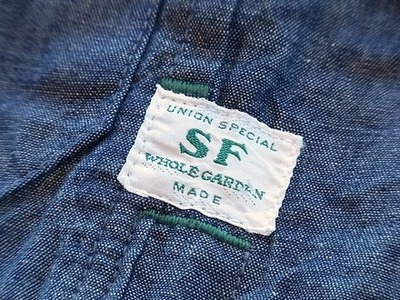 UNION SPECIAL
SF
WHOLE GARDEN
MADE